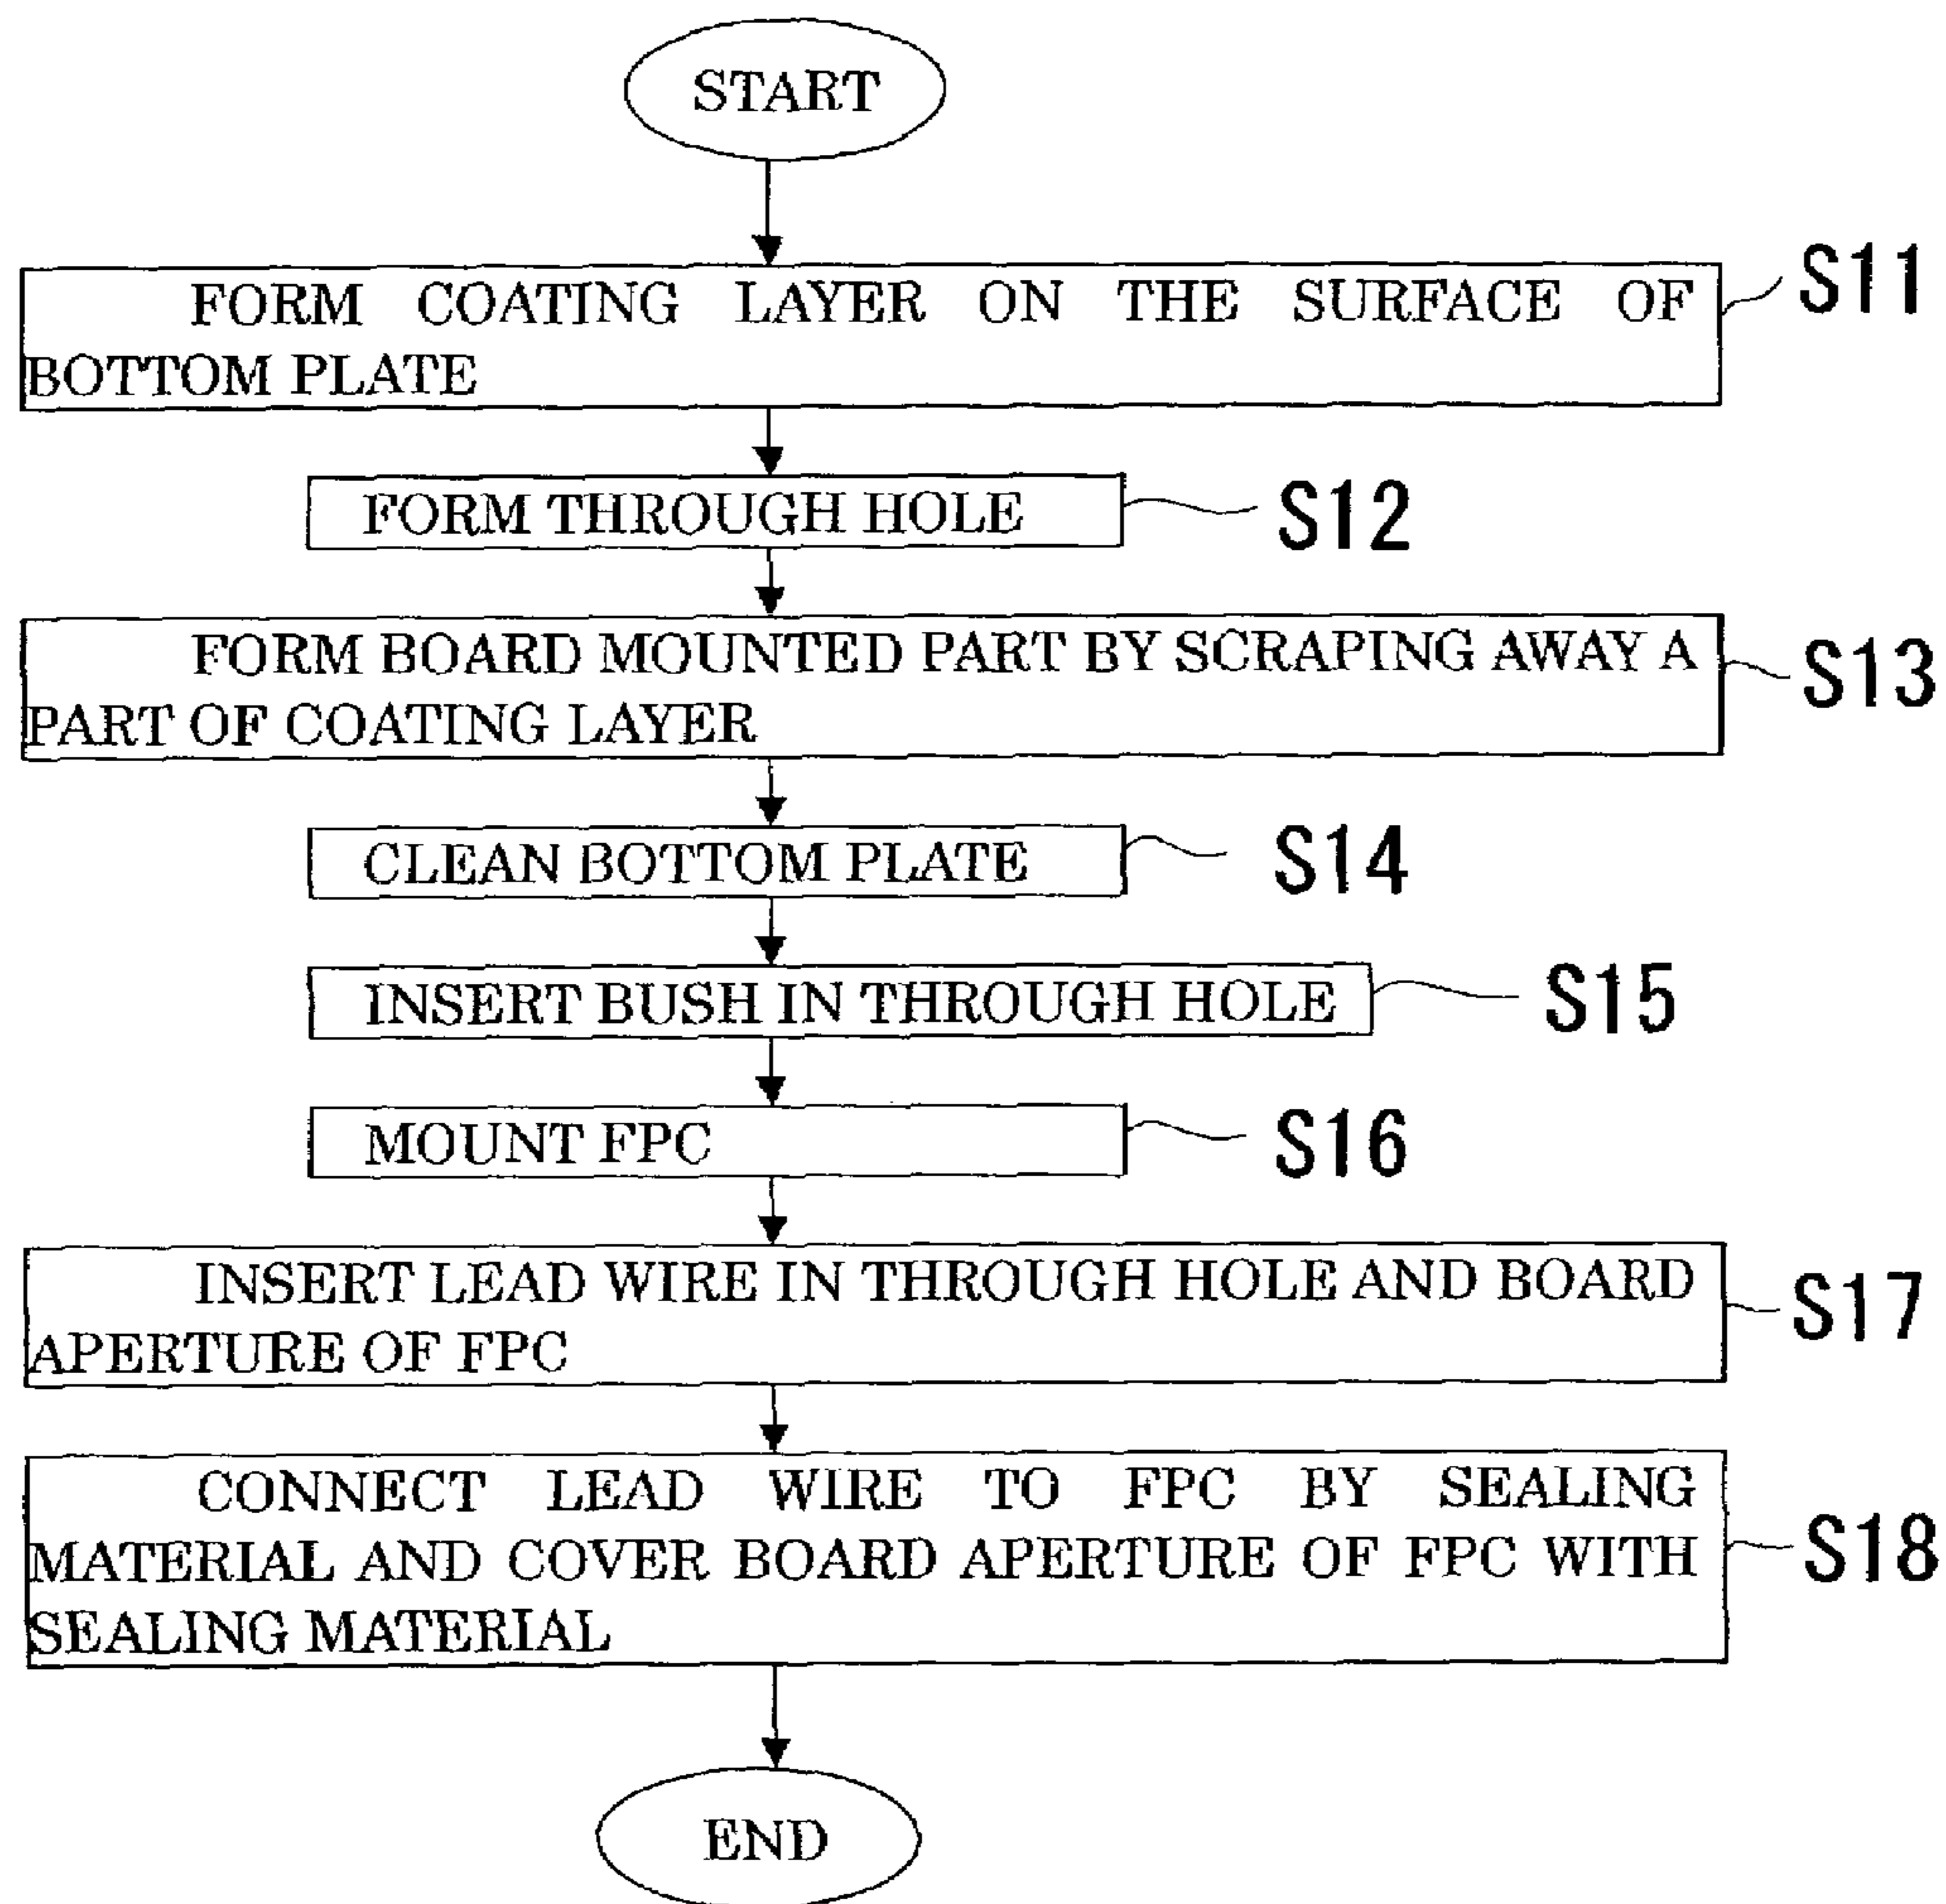 START
FORM COATING LAYER ON THE SURFACE OF
BOTTOM PLATE
S11
FORM THROUGH HOLE
S12
FORM BOARD MOUNTED PART BY SCRAPING AWAY A
PART OF COATING LAYER
S13
CLEAN BOTTOM PLATE
S14
INSERT BUSH IN THROUGH HOLE
S15
MOUNT FPC
S16
INSERT LEAD WIRE IN THROUGH HOLE AND BOARD
APERTURE OF FPC
S17
CONNECT LEAD WIRE TO FPC BY SEALING
MATERIAL AND COVER BOARD APERTURE OF FPC WITH
SEALING MATERIAL
S18
END